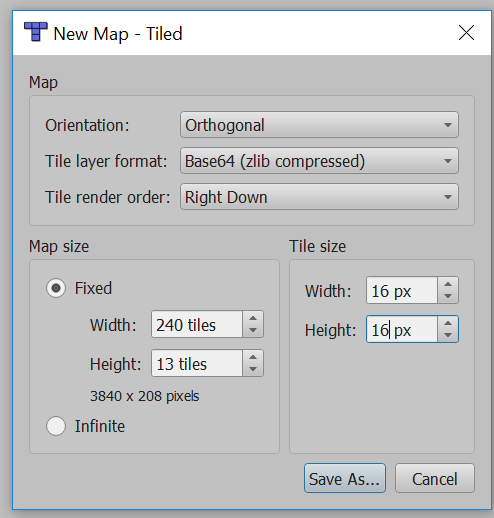 New Map - Tiled
Map
Orientation: Orthogonal
Tile layer format: Base64 (zlib compressed)
Tile render order: Right Down
Map size
Fixed
Width: 240 tiles
Height: 13 tiles
3840 x 208 pixels
Infinite
Tile size
Width: 16 px
Height: 16 px
Save As... Cancel